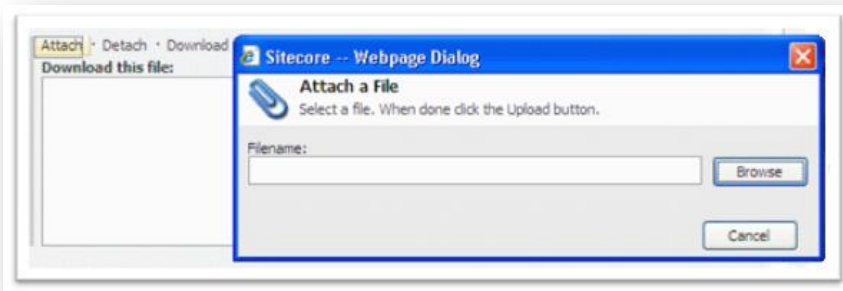 Attach · Detach · Download
Download this file:
Sitecore -- Webpage Dialog
Attach a File
Select a file. When done click the Upload button.
Filename:
Browse
Cancel